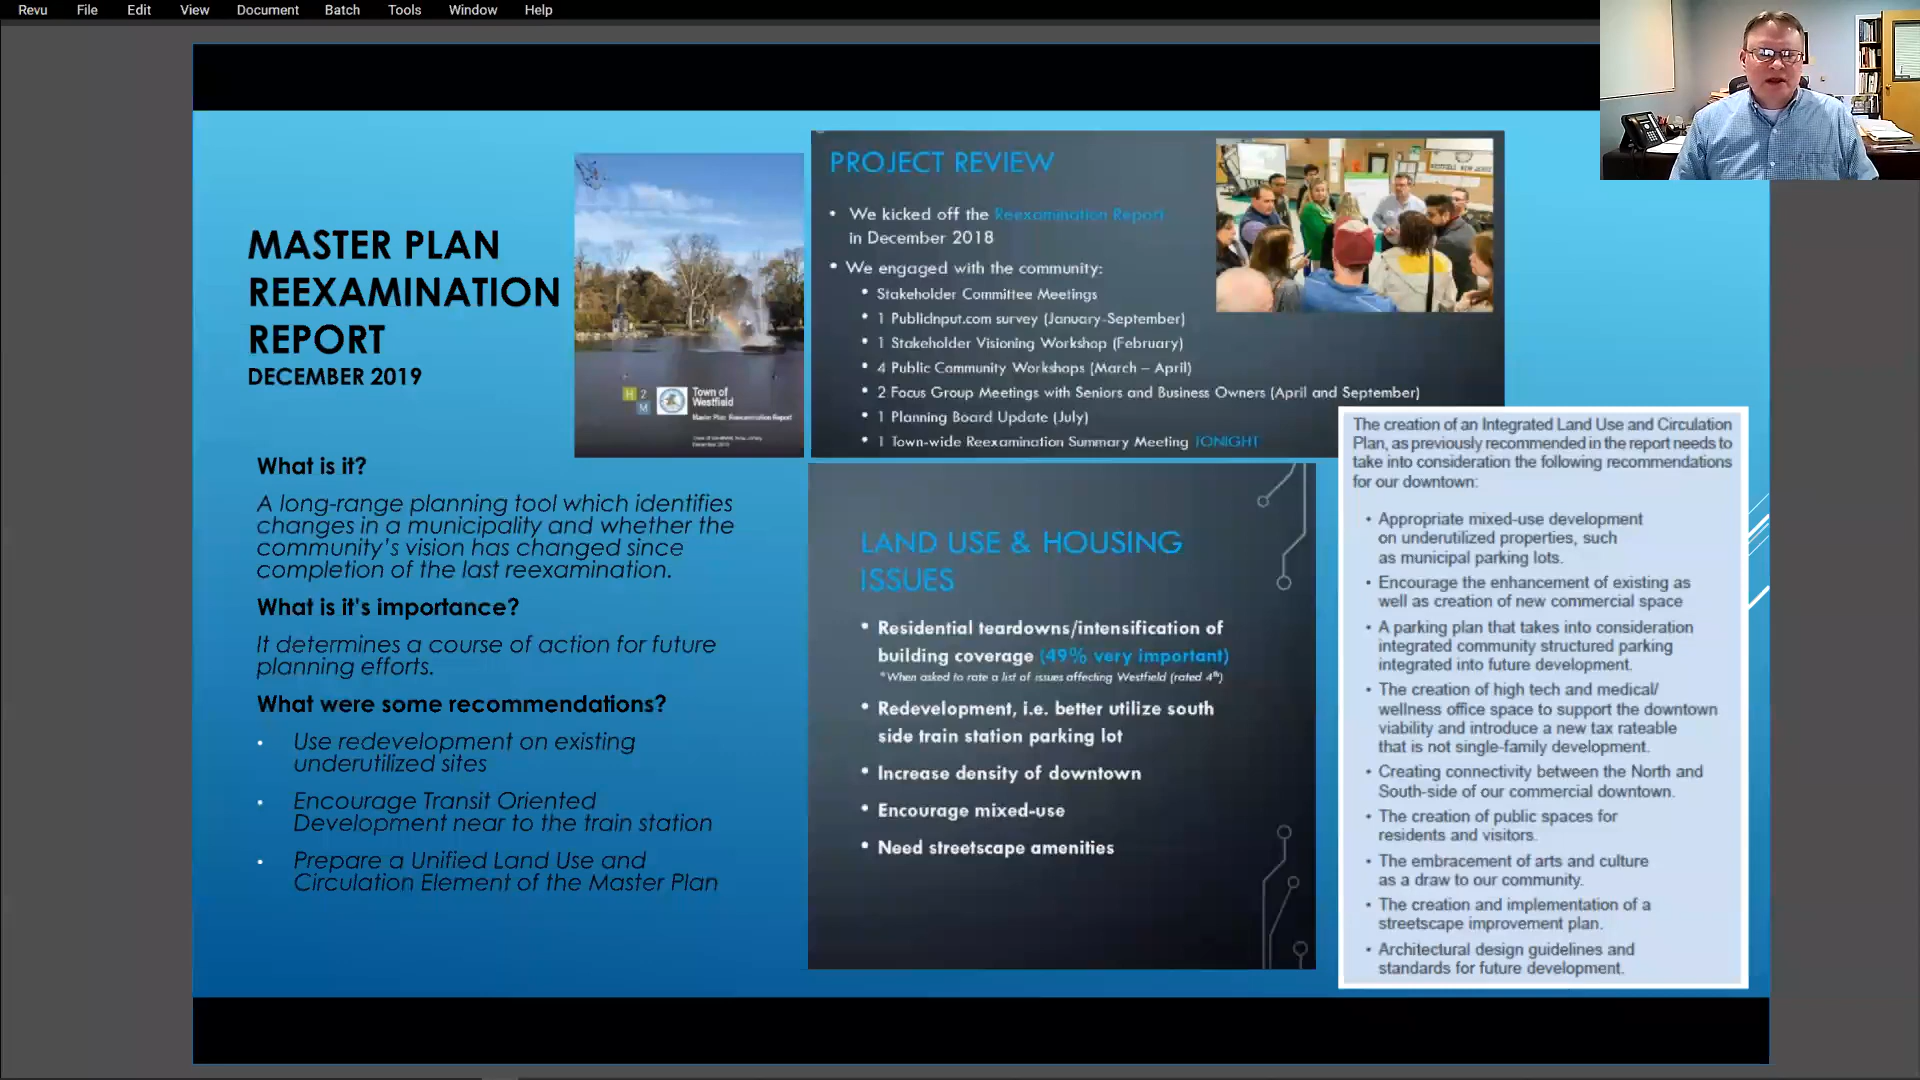 Revu File Edit View Document Batch Tools Window Help
MASTER PLAN
REEXAMINATION
REPORT
DECEMBER 2019
What is it?
A long-range planning tool which identifies
changes in a municipality and whether the
community's vision has changed since
completion of the last reexamination.
What is it's importance?
It determines a course of action for future
planning efforts.
What were some recommendations?
• Use redevelopment on existing
underutilized sites
• Encourage Transit Oriented
Development near to the train station
• Prepare a Unified Land Use and
Circulation Element of the Master Plan
H 2
M
Town of
Westfield
Master Plan Reexamination Report
December 2019
PROJECT REVIEW
• We kicked off the Reexamination Report
in December 2018
• We engaged with the community:
• Stakeholder Committee Meetings
• 1 PublicInput.com survey (January-September)
• 1 Stakeholder Visioning Workshop (February)
• 4 Public Community Workshops (March – April)
• 2 Focus Group Meetings with Seniors and Business Owners (April and September)
• 1 Planning Board Update (July)
• 1 Town-wide Reexamination Summary Meeting TONIGHT
LAND USE & HOUSING
ISSUES
• Residential teardowns/intensification of
building coverage (49% very important)
*When asked to rate a list of issues affecting Westfield (rated 4th)
• Redevelopment, i.e. better utilize south
side train station parking lot
• Increase density of downtown
• Encourage mixed-use
• Need streetscape amenities
The creation of an Integrated Land Use and Circulation
Plan, as previously recommended in the report needs to
take into consideration the following recommendations
for our downtown:
• Appropriate mixed-use development
on underutilized properties, such
as municipal parking lots.
• Encourage the enhancement of existing as
well as creation of new commercial space
• A parking plan that takes into consideration
integrated community structured parking
integrated into future development.
• The creation of high tech and medical/
wellness office space to support the downtown
viability and introduce a new tax rateable
that is not single-family development.
• Creating connectivity between the North and
South-side of our commercial downtown.
• The creation of public spaces for
residents and visitors.
• The embracement of arts and culture
as a draw to our community.
• The creation and implementation of a
streetscape improvement plan.
• Architectural design guidelines and
standards for future development.